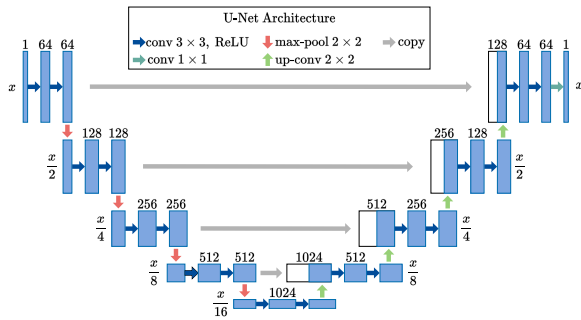 U-Net Architecture
conv 3 × 3, ReLU
max-pool 2 × 2
copy
conv 1 × 1
up-conv 2 × 2
1 64 64
128 64 64 1
x
x
128 128
256 128
x/2
x/2
256 256
512 256
x/4
x/4
512 512
1024 512
x/8
x/8
1024
x/16